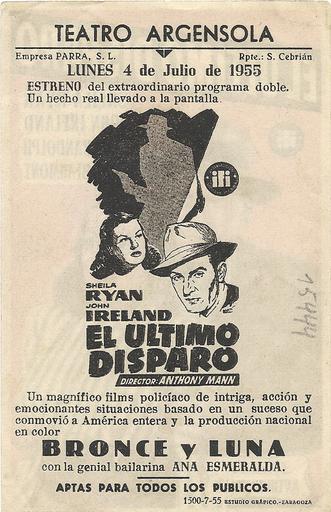 TEATRO ARGENSOLA
Empresa PARRA, S. L. Rpte.: S. Cebrián
LUNES 4 de Julio de 1955
ESTRENO del extraordinario programa doble.
Un hecho real llevado a la pantalla
ifi
SHEILA
RYAN
JOHN
IRELAND
EL ULTIMO
DISPARO
DIRECTOR: ANTHONY MANN
Un magnífico films policíaco de intriga, acción y
emocionantes situaciones basado en un suceso que
conmovió a América entera y la producción nacional
en color
BRONCE Y LUNA
con la genial bailarina ANA ESMERALDA.
APTAS PARA TODOS LOS PUBLICOS.
1500-7-55 ESTUDIO GRÁFICO.-ZARAGOZA